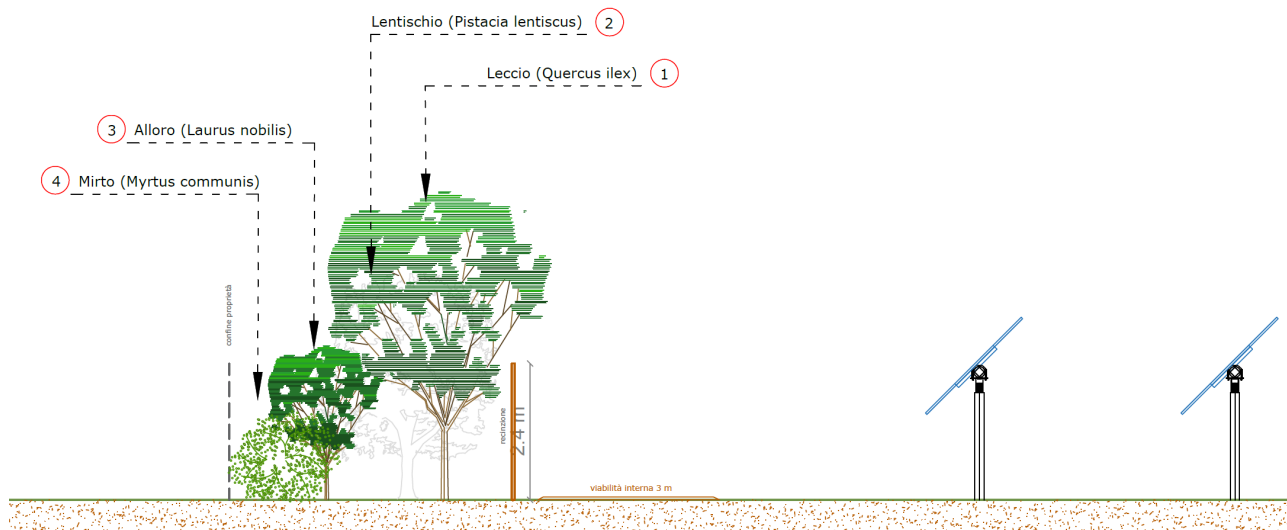 Lentischio (Pistacia lentiscus) 2
Leccio (Quercus ilex) 1
3 Alloro (Laurus nobilis)
4 Mirto (Myrtus communis)
confine proprietà
recinzione
2.4 m
viabilità interna 3 m